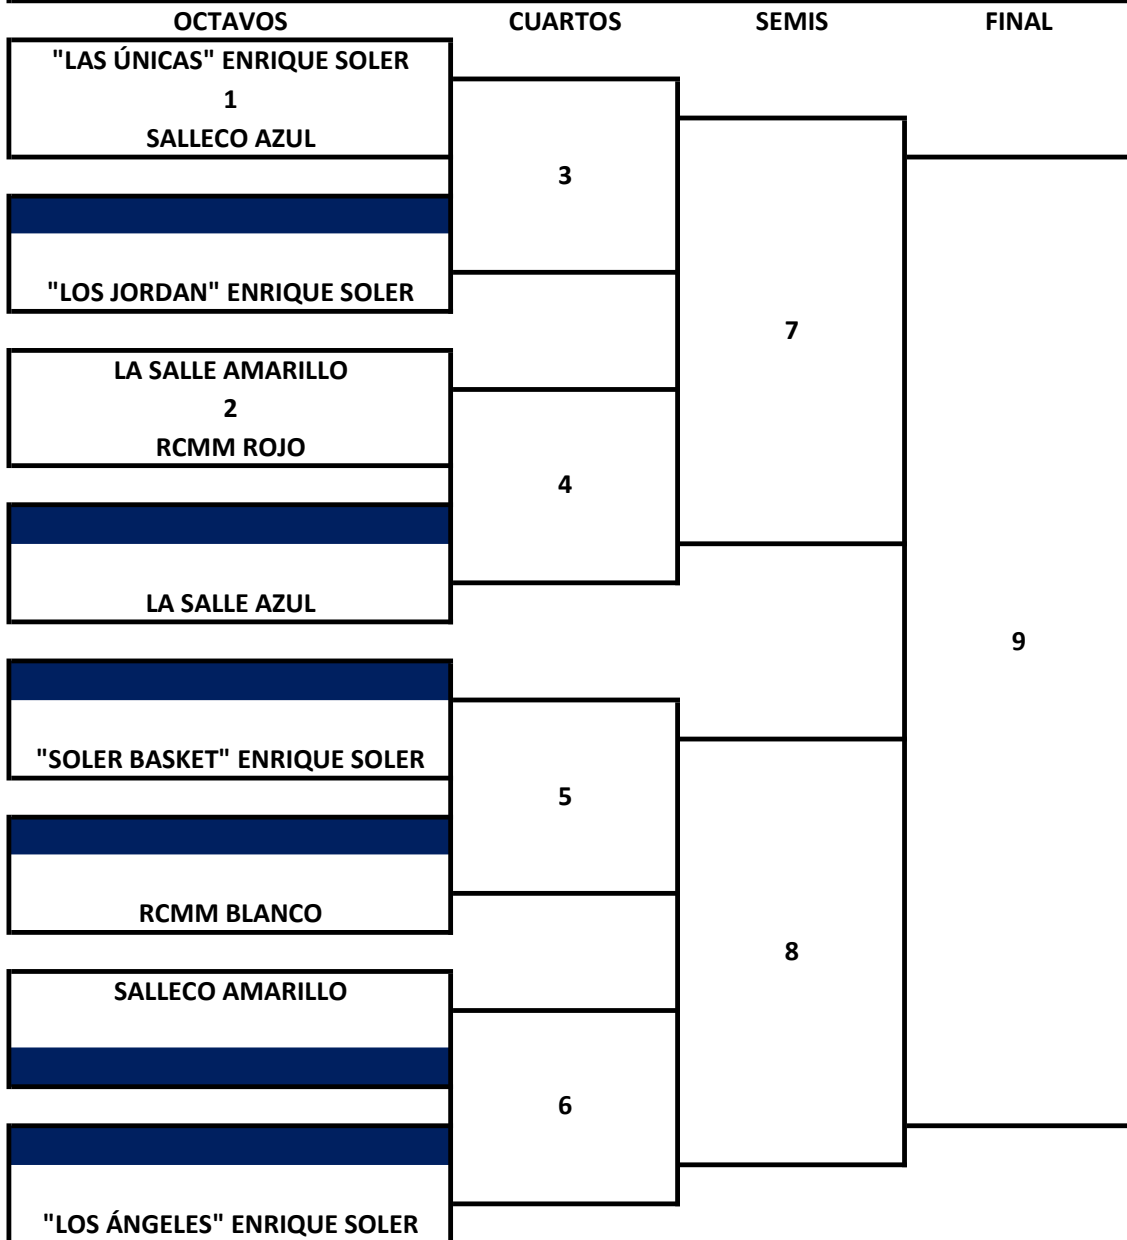 OCTAVOS CUARTOS SEMIS FINAL
"LAS ÚNICAS" ENRIQUE SOLER
1
SALLECO AZUL
3
"LOS JORDAN" ENRIQUE SOLER
7
LA SALLE AMARILLO
2
RCMM ROJO
4
LA SALLE AZUL
9
"SOLER BASKET" ENRIQUE SOLER
5
RCMM BLANCO
8
SALLECO AMARILLO
6
"LOS ÁNGELES" ENRIQUE SOLER